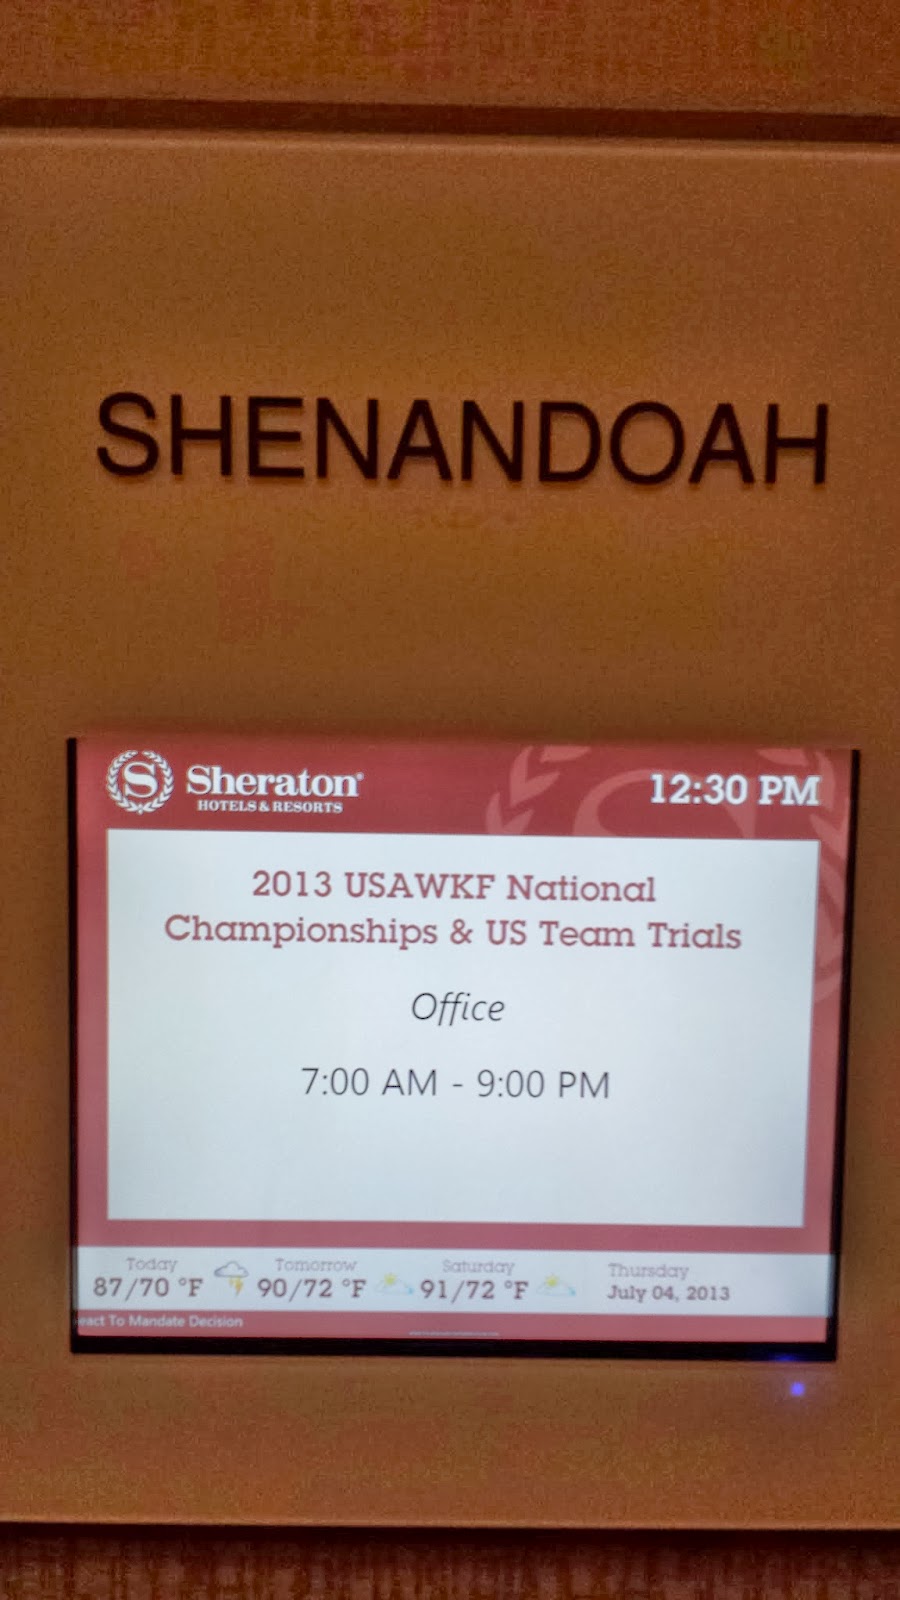 SHENANDOAH
S Sheraton®
HOTELS & RESORTS
12:30 PM
2013 USAWKF National
Championships & US Team Trials
Office
7:00 AM - 9:00 PM
Today Tomorrow Saturday Thursday
87/70 °F 90/72 °F 91/72 °F July 04, 2013
eact To Mandate Decision